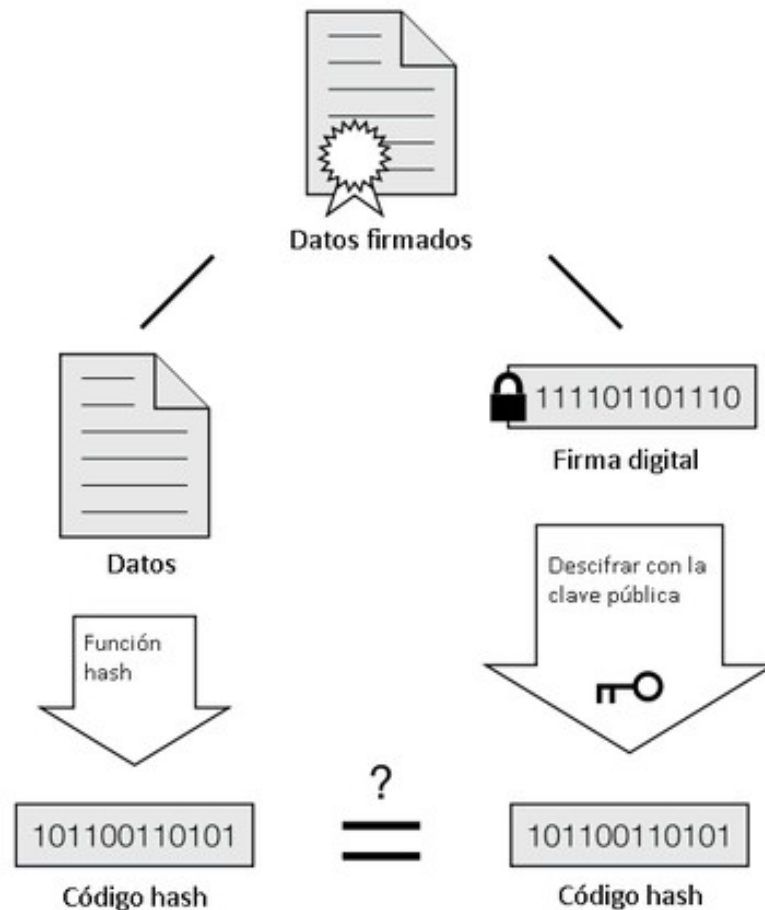 Datos firmados
111101101110
Firma digital
Datos
Descifrar con la
clave pública
Función
hash
?
101100110101
101100110101
Código hash
Código hash